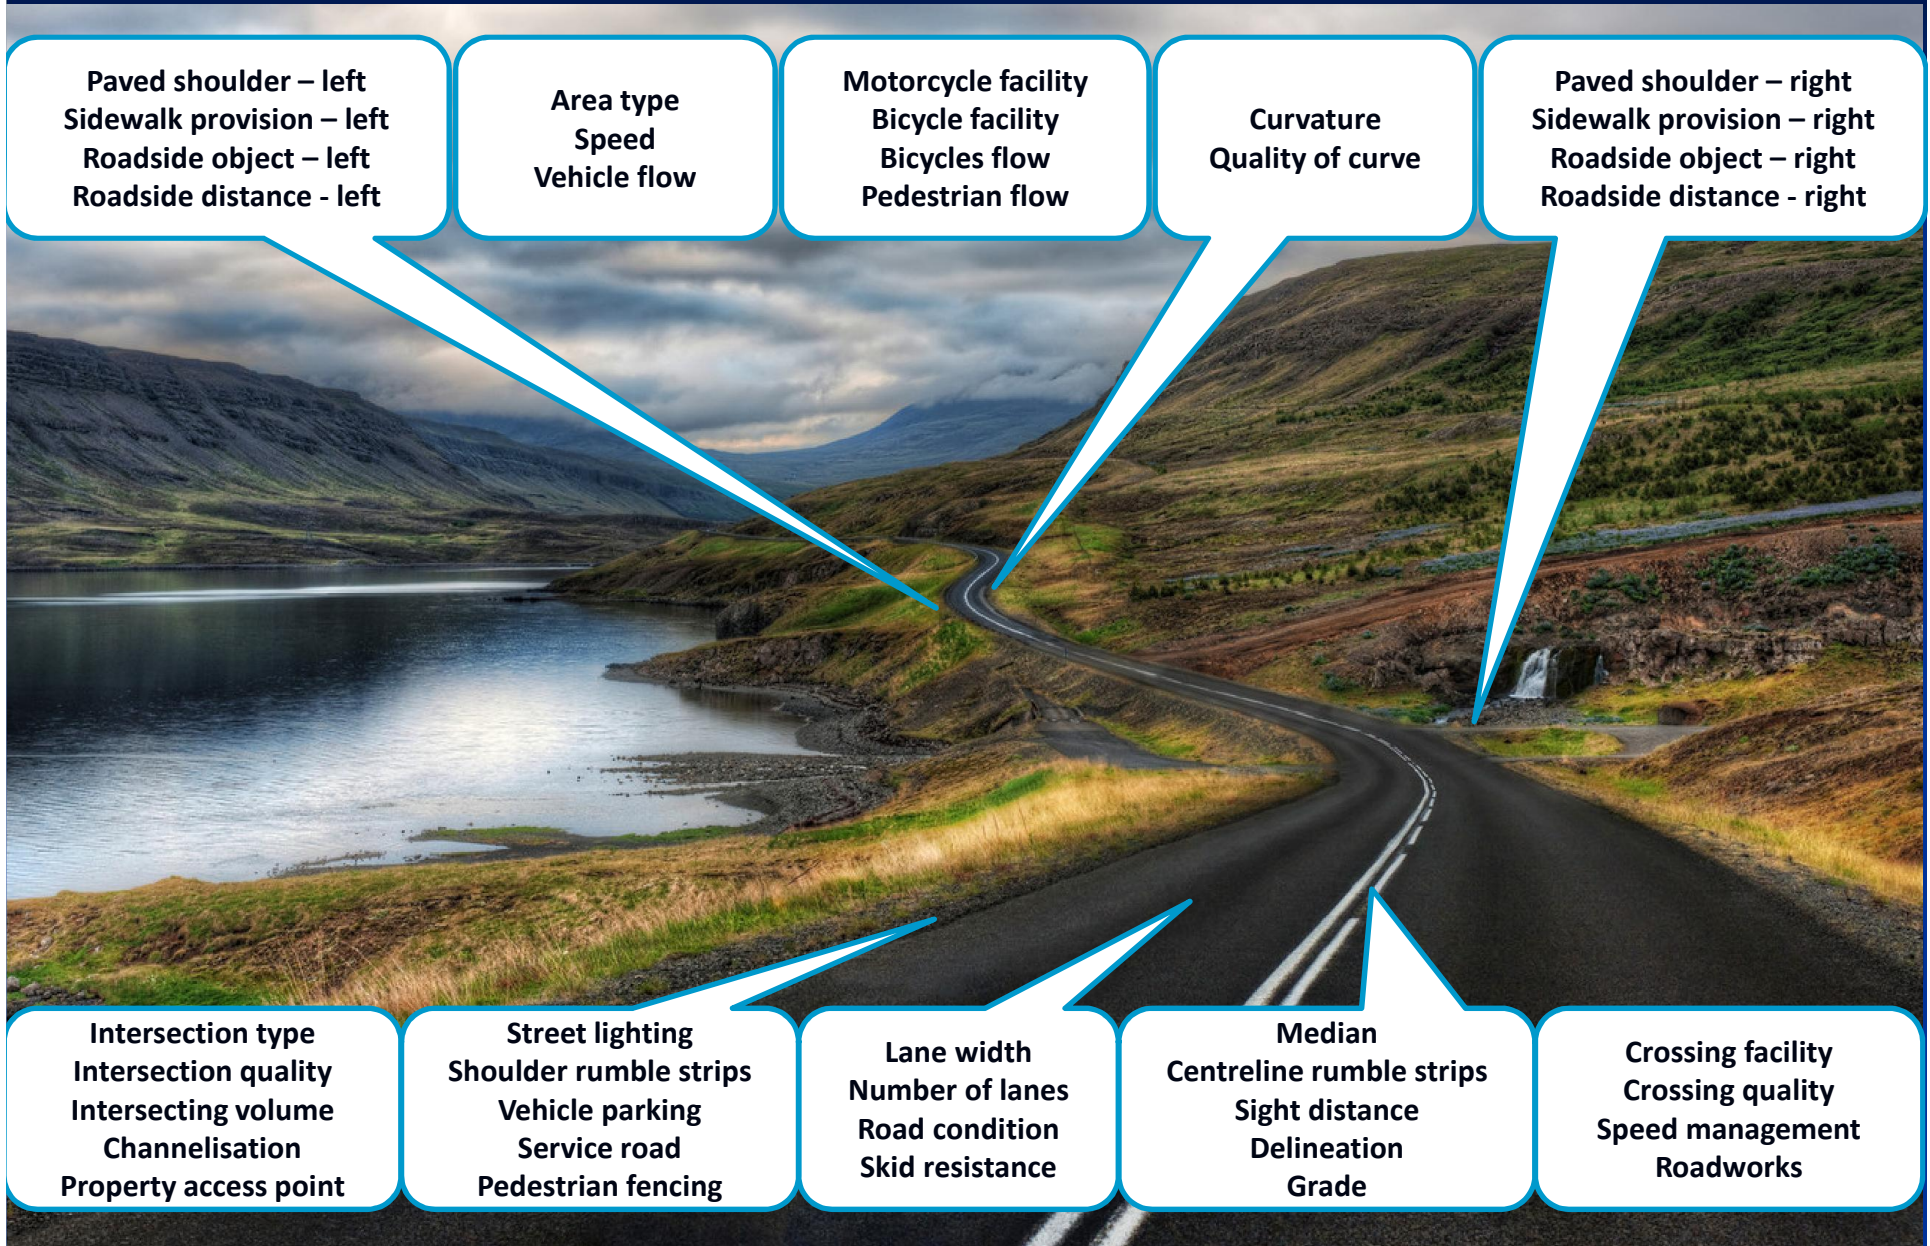 Paved shoulder – left
Sidewalk provision – left
Roadside object – left
Roadside distance - left
Area type
Speed
Vehicle flow
Motorcycle facility
Bicycle facility
Bicycles flow
Pedestrian flow
Curvature
Quality of curve
Paved shoulder – right
Sidewalk provision – right
Roadside object – right
Roadside distance - right
Intersection type
Intersection quality
Intersecting volume
Channelisation
Property access point
Street lighting
Shoulder rumble strips
Vehicle parking
Service road
Pedestrian fencing
Lane width
Number of lanes
Road condition
Skid resistance
Median
Centreline rumble strips
Sight distance
Delineation
Grade
Crossing facility
Crossing quality
Speed management
Roadworks